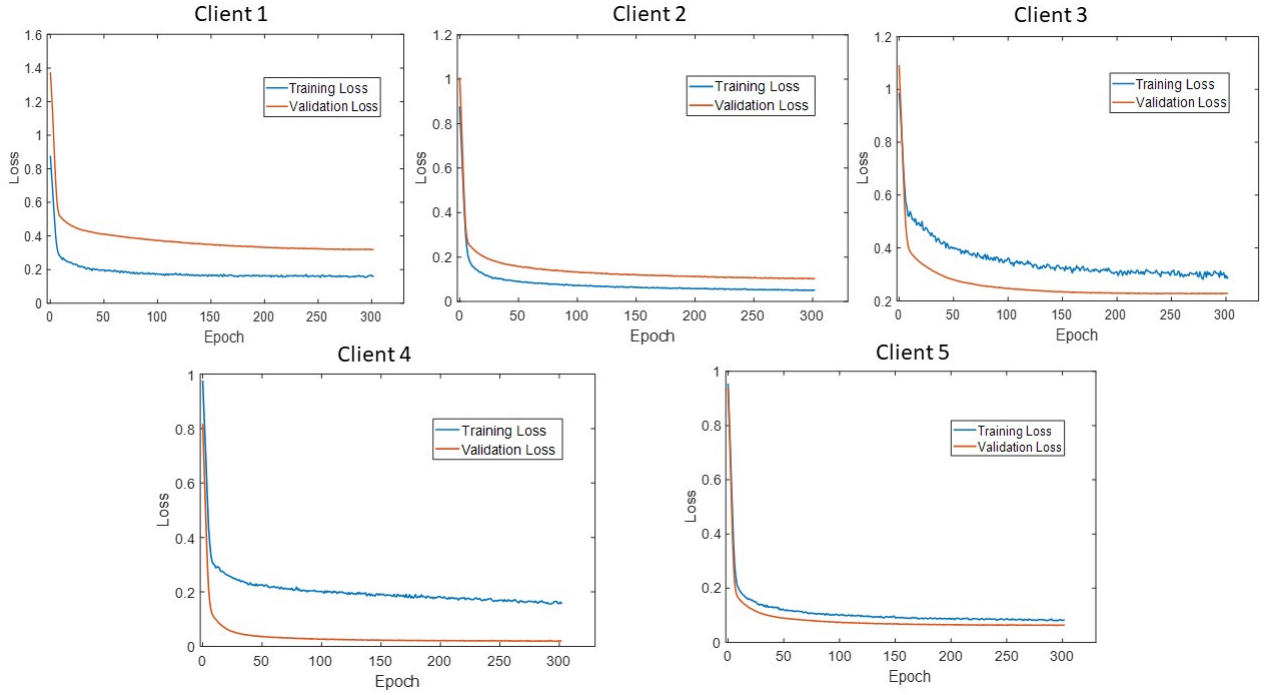 Client 1
1.6
1.4
1.2
1
0.8
0.6
0.4
0.2
0
Loss
Training Loss
Validation Loss
0 50 100 150 200 250 300
Epoch
Client 2
1.2
1
0.8
0.6
0.4
0.2
0
Loss
Training Loss
Validation Loss
0 50 100 150 200 250 300
Epoch
Client 3
1.2
1
0.8
0.6
0.4
0.2
Loss
Training Loss
Validation Loss
0 50 100 150 200 250 300
Epoch
Client 4
1
0.8
0.6
0.4
0.2
0
Loss
Training Loss
Validation Loss
0 50 100 150 200 250 300
Epoch
Client 5
1
0.8
0.6
0.4
0.2
0
Loss
Training Loss
Validation Loss
0 50 100 150 200 250 300
Epoch